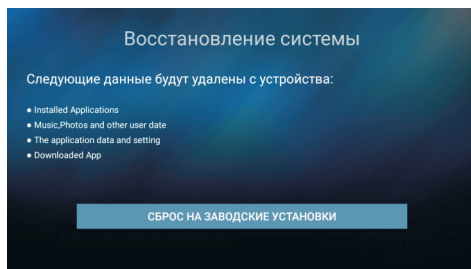 Восстановление системы
Следующие данные будут удалены с устройства:
● Installed Applications
● Music,Photos and other user date
● The application data and setting
● Downloaded App
СБРОС НА ЗАВОДСКИЕ УСТАНОВКИ